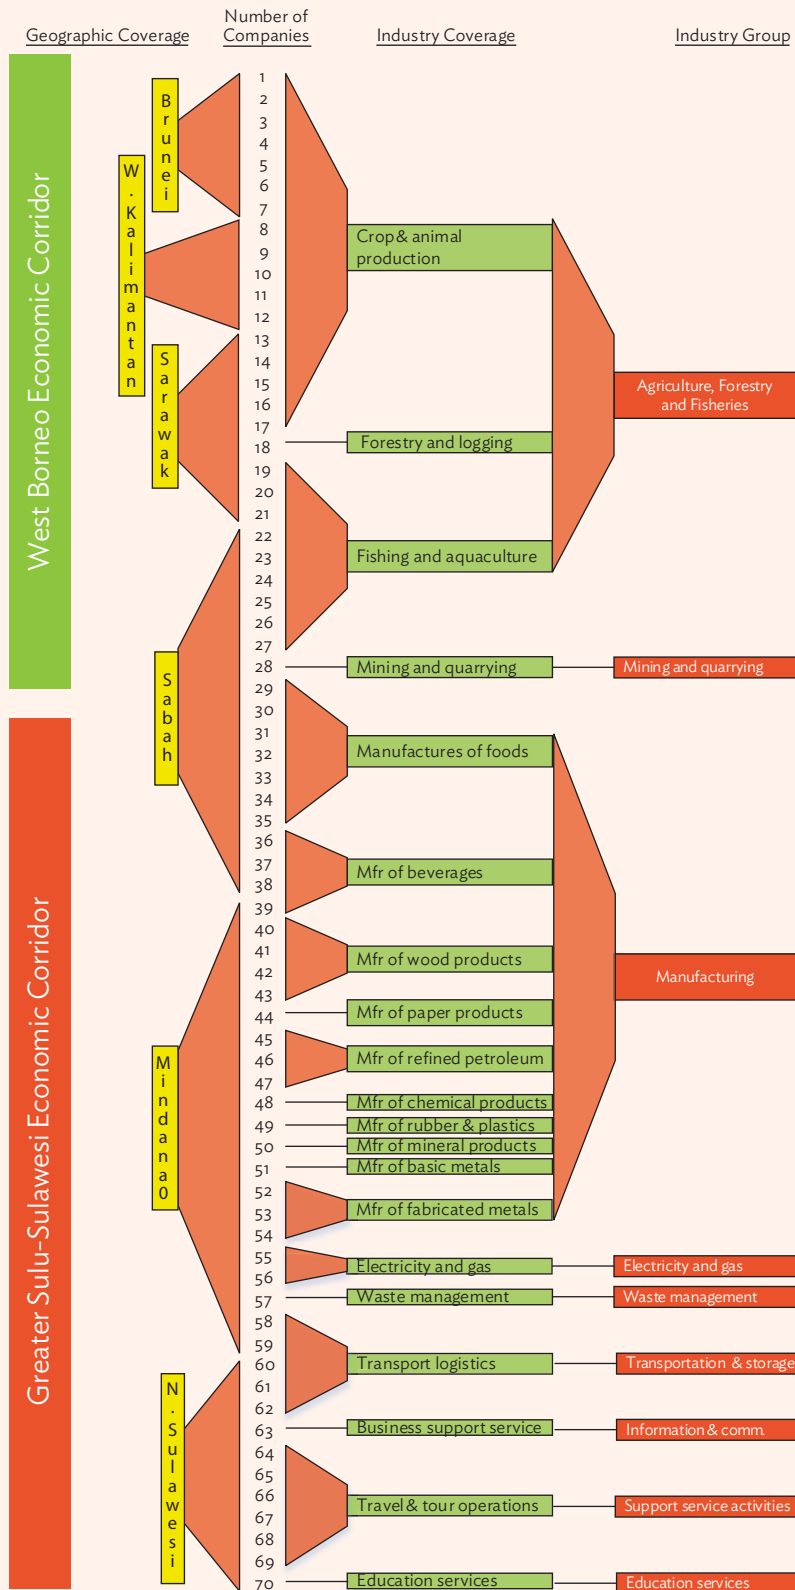 Number of
Geographic Coverage
Companies
Industry Coverage
Industry Group
West Borneo Economic Corridor
Greater Sulu-Sulawesi Economic Corridor
Brunei
W.Kalimantan
Sarawak
Sabah
Mindana0
N.Sulawesi
1
2
3
4
5
6
7
8
9
10
11
12
13
14
15
16
17
18
19
20
21
22
23
24
25
26
27
28
29
30
31
32
33
34
35
36
37
38
39
40
41
42
43
44
45
46
47
48
49
50
51
52
53
54
55
56
57
58
59
60
61
62
63
64
65
66
67
68
69
70
Crop & animal
production
Forestry and logging
Fishing and aquaculture
Mining and quarrying
Manufactures of foods
Mfr of beverages
Mfr of wood products
Mfr of paper products
Mfr of refined petroleum
Mfr of chemical products
Mfr of rubber & plastics
Mfr of mineral products
Mfr of basic metals
Mfr of fabricated metals
Electricity and gas
Waste management
Transport logistics
Business support service
Travel & tour operations
Education services
Agriculture, Forestry
and Fisheries
Mining and quarrying
Manufacturing
Electricity and gas
Waste management
Transportation & storage
Information & comm.
Support service activities
Education services